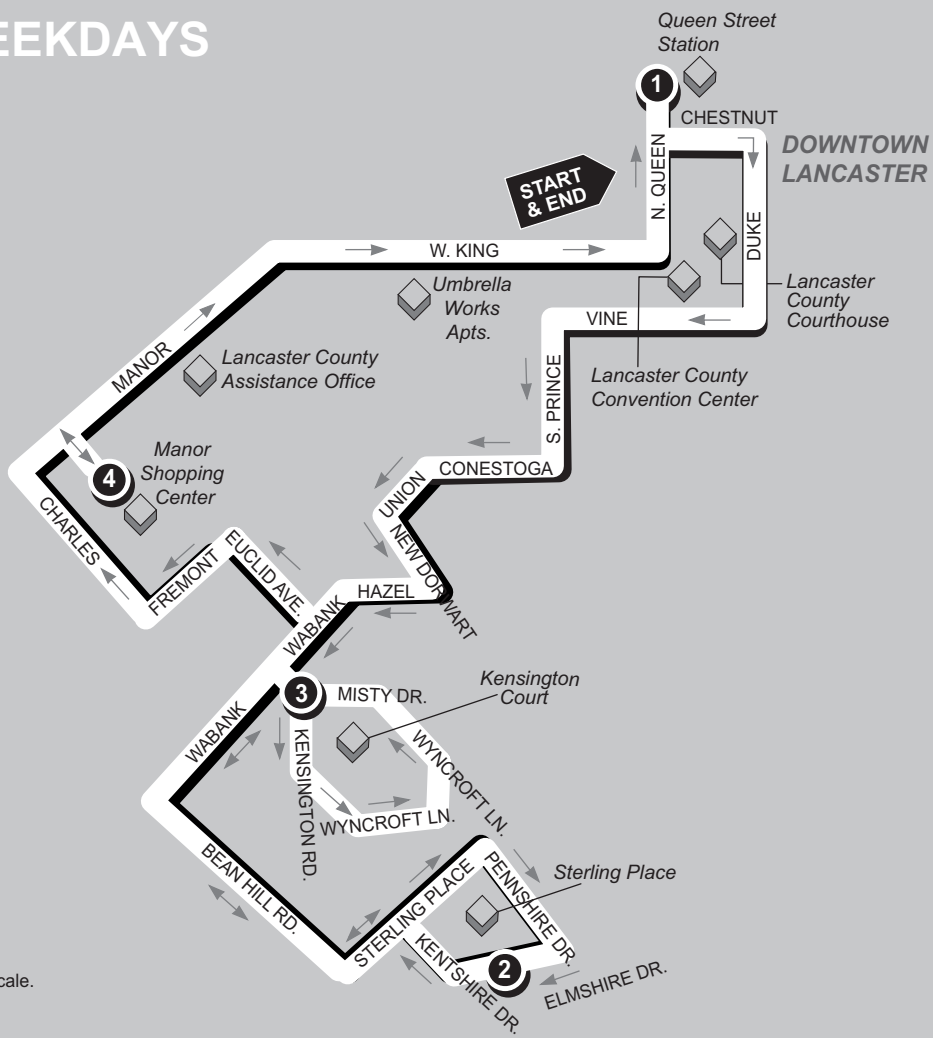 EEKDAYS
Queen Street
Station
1
CHESTNUT
DOWNTOWN
LANCASTER
START
& END
N. QUEEN
DUKE
W. KING
Umbrella
Works
Apts.
Lancaster
County
Courthouse
VINE
MANOR
Lancaster County
Assistance Office
S. PRINCE
Lancaster County
Convention Center
Manor
Shopping
Center
4
CONESTOGA
UNION
CHARLES
NEW DORWART
EUCLID AVE.
FREMONT
HAZEL
WABANK
3
MISTY DR.
Kensington
Court
WABANK
KENSINGTON RD.
WYNCROFT LN.
WYNCROFT LN.
BEAN HILL RD.
STERLING PLACE
PENNSHIRE DR.
Sterling Place
KENTSHIRE DR.
2
ELMSHIRE DR.
cale.